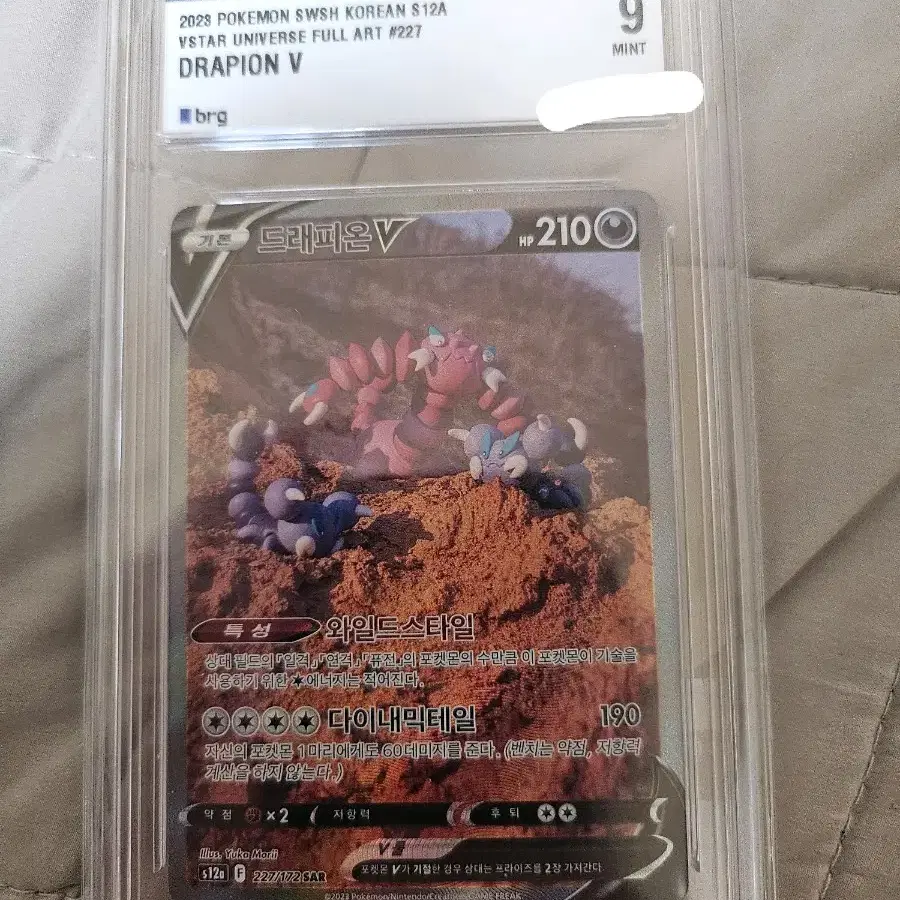 2023 POKEMON SWSH KOREAN S12A
VSTAR UNIVERSE FULL ART #227
DRAPION V
9
MINT
brg
기본 드래피온V HP 210
특성 와일드스타일
상대 필드의 「일격」, 「연격」, 「퓨전」의 포켓몬의 수만큼 이 포켓몬이 기술을
사용하기 위한 에너지는 적어진다.
다이내믹테일 190
자신의 포켓몬 1마리에게도 60데미지를 준다. (벤치는 약점, 저항력
계산을 하지 않는다.)
약점 ×2 저항력 후퇴
Illus. Yuka Morii
V룰
포켓몬 V가 기절한 경우 상대는 프라이즈를 2장 가져간다.
s12a F 227/172 SAR
©2023 Pokémon/Nintendo/Creatures/GAME FREAK.